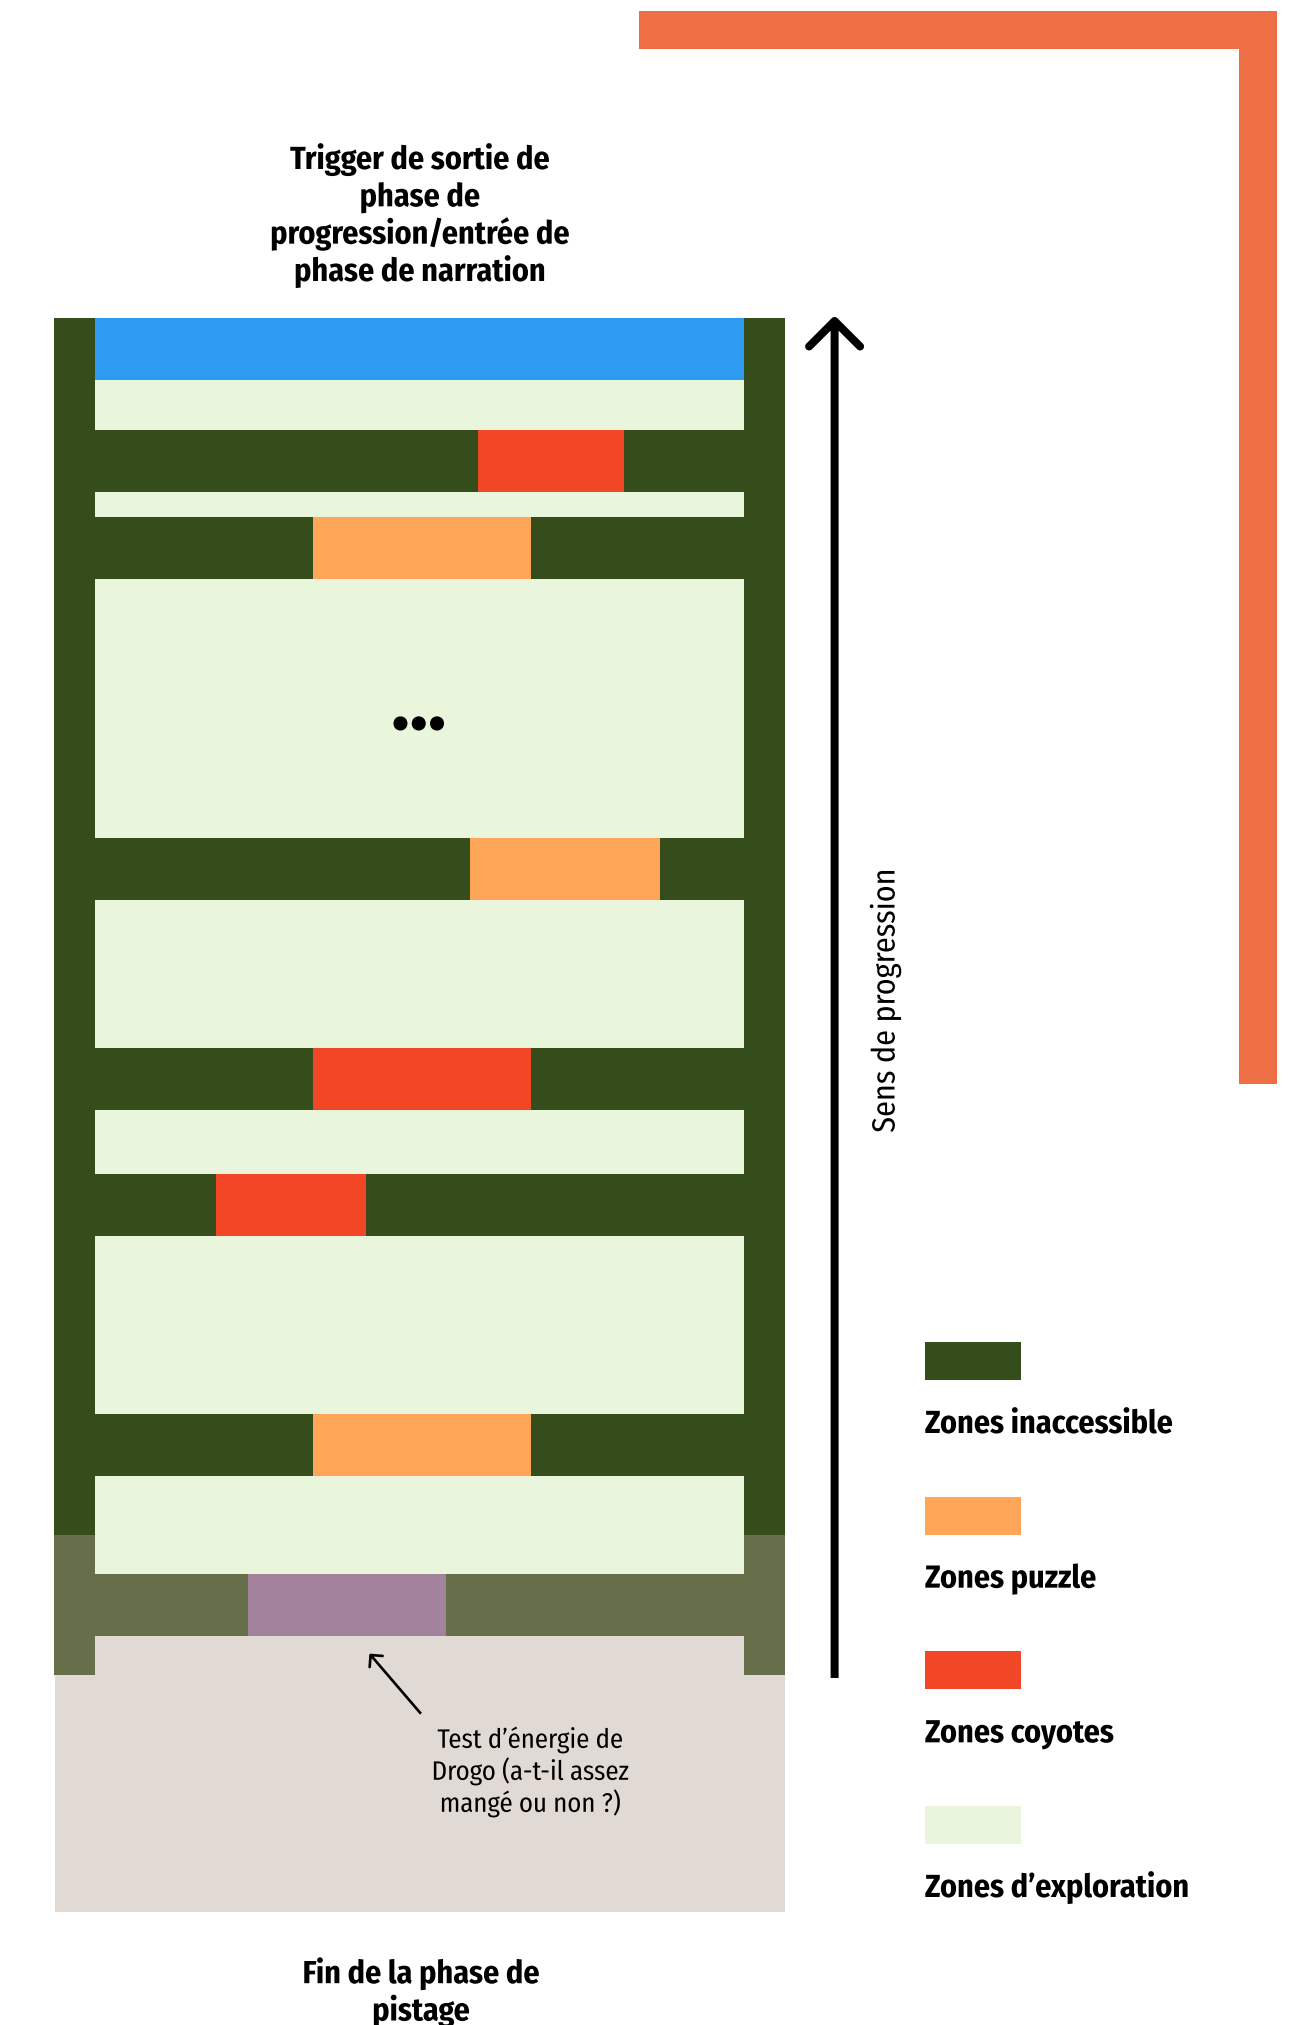 Trigger de sortie de
phase de
progression/entrée de
phase de narration
•••
Sens de progression
Zones inaccessible
Zones puzzle
Zones coyotes
Zones d’exploration
Test d’énergie de
Drogo (a-t-il assez
mangé ou non ?)
Fin de la phase de
pistage